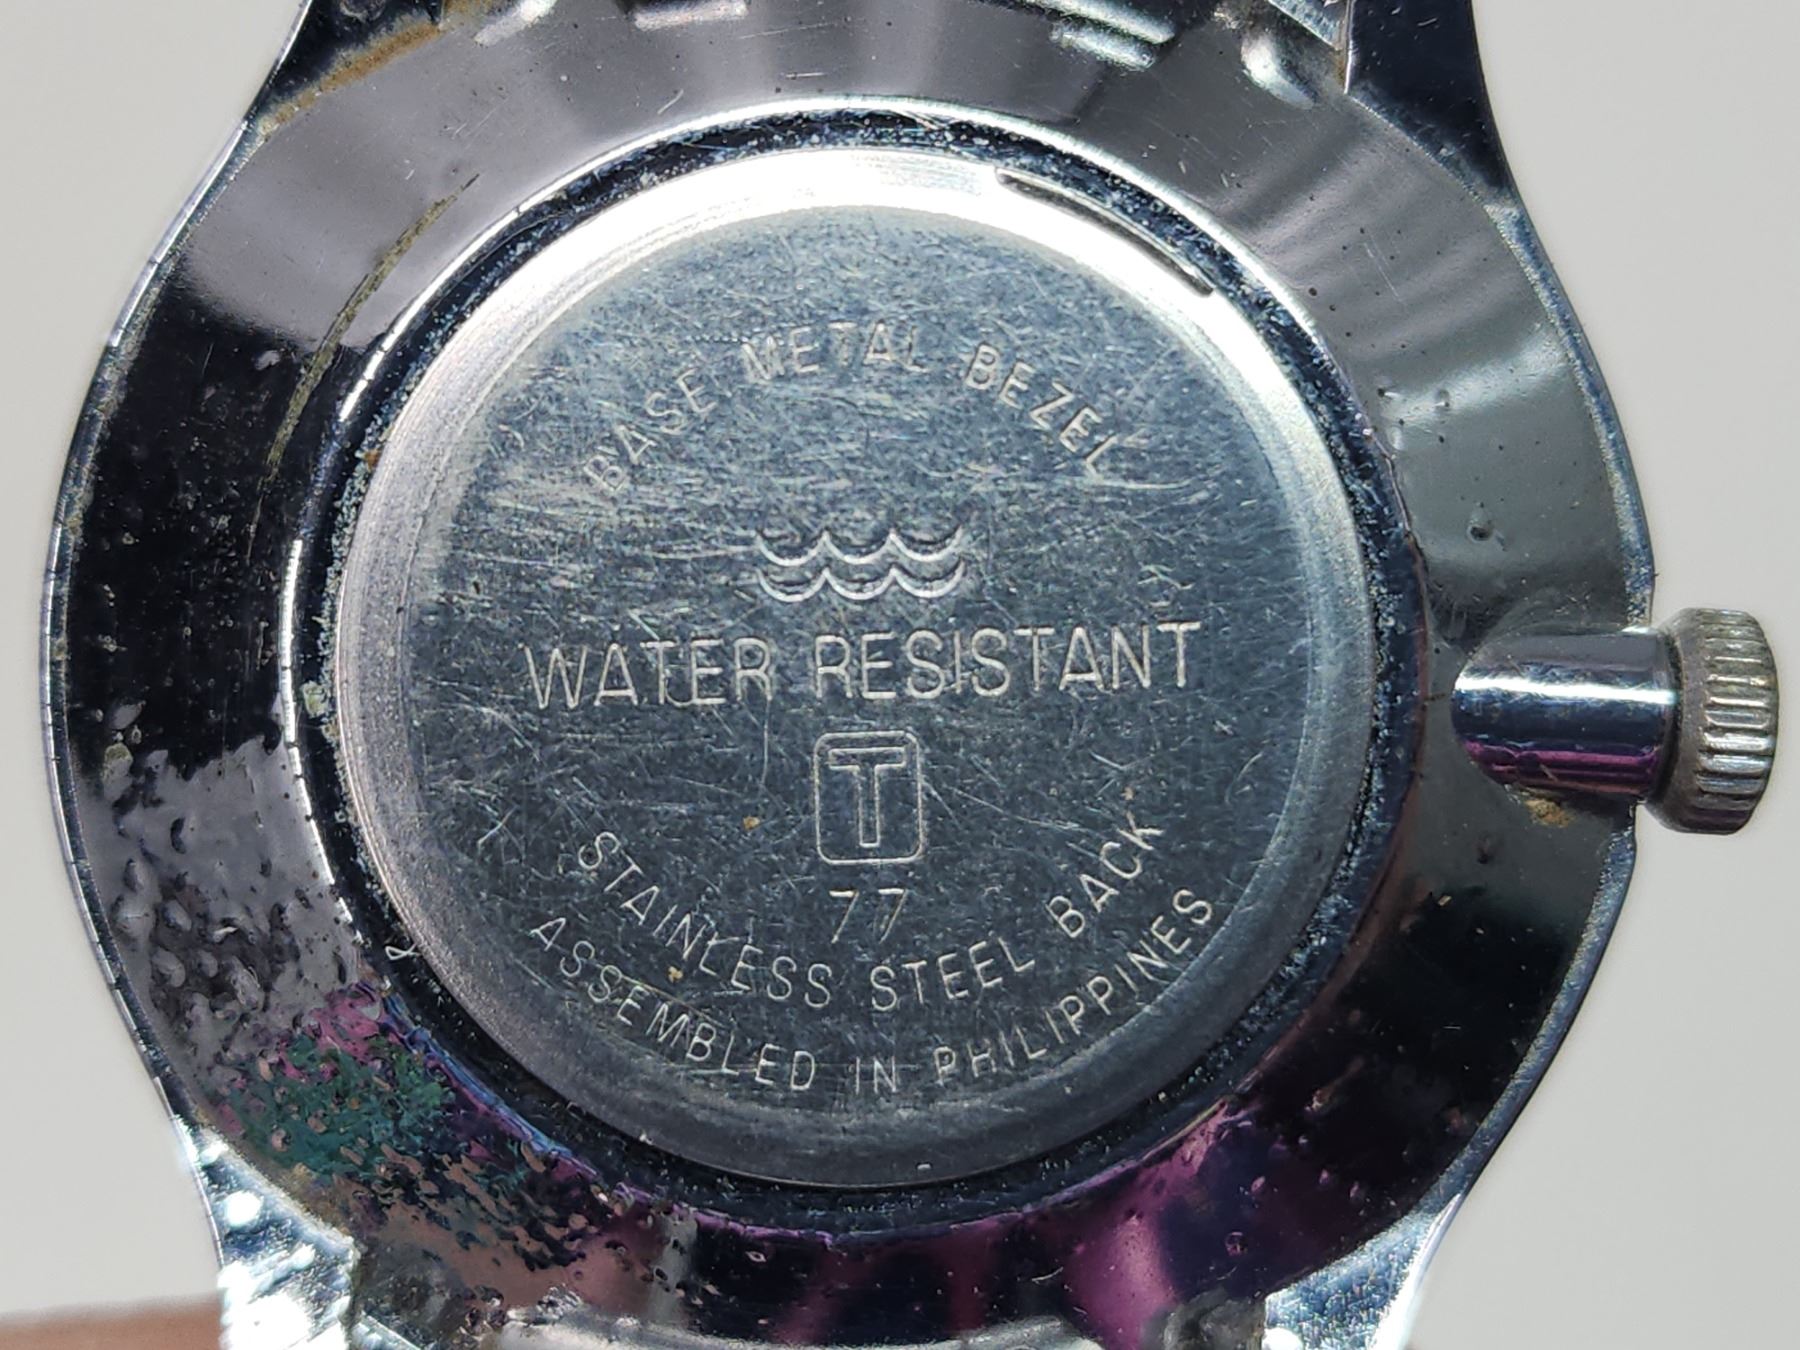 BASE METAL BEZEL
WATER RESISTANT
T
77
STAINLESS STEEL BACK
ASSEMBLED IN PHILIPPINES